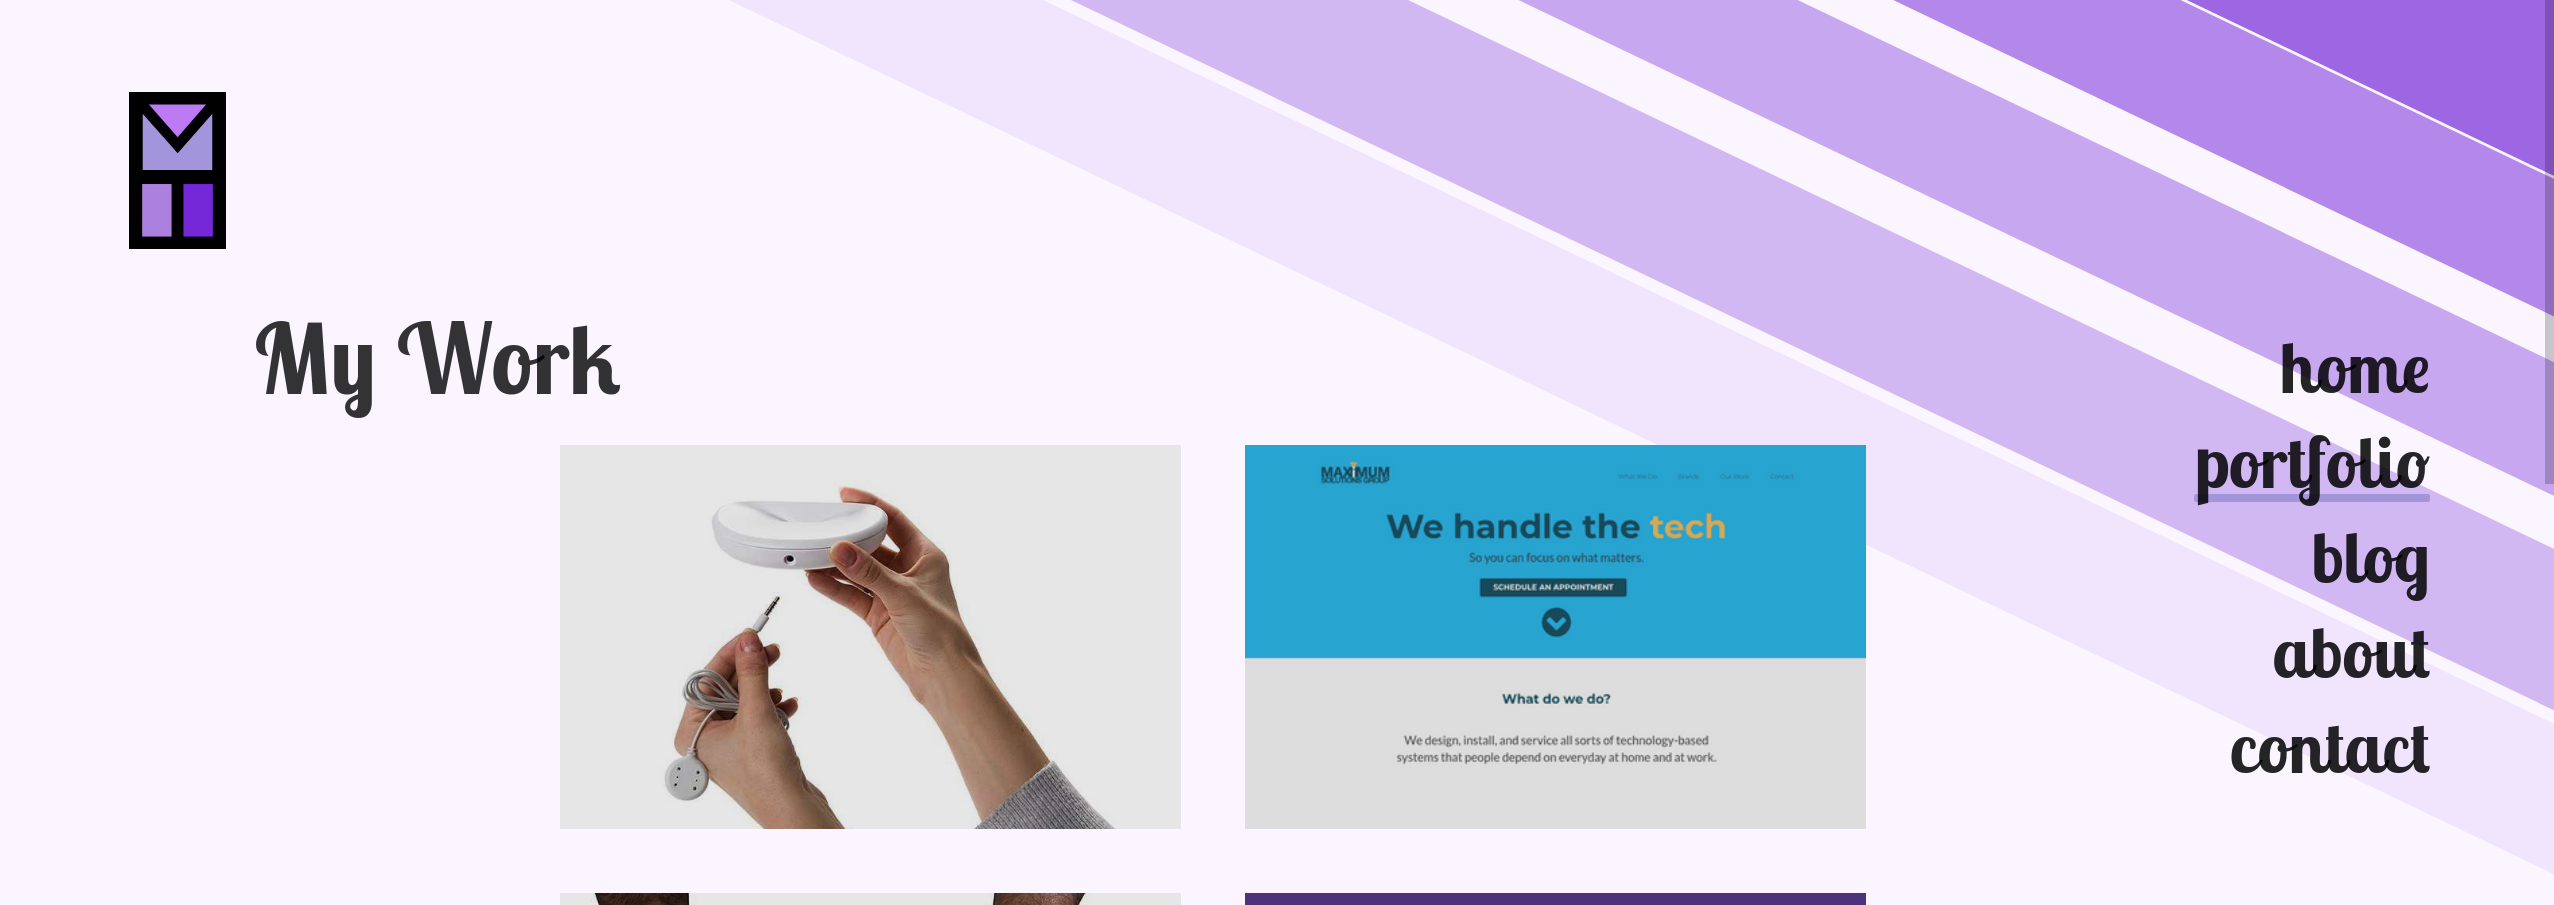 My Work
home
portfolio
blog
about
contact
MAXIMUM
SOLUTIONS GROUP
What We Do Brands Our Work Contact
We handle the tech
So you can focus on what matters.
SCHEDULE AN APPOINTMENT
What do we do?
We design, install, and service all sorts of technology-based
systems that people depend on everyday at home and at work.